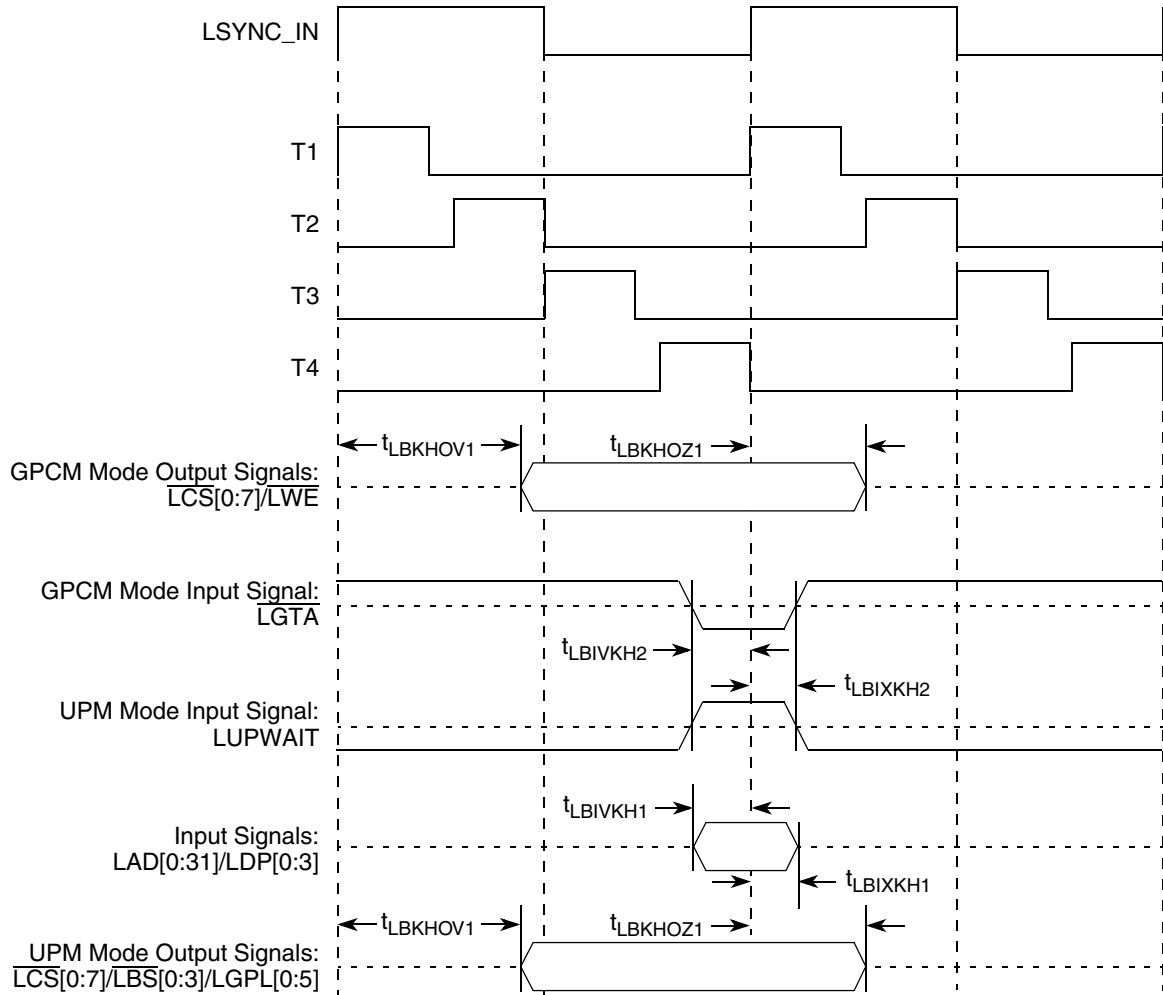 LSYNC_IN
T1
T2
T3
T4
tLBKHOV1
tLBKHOZ1
GPCM Mode Output Signals:
LCS[0:7]/LWE
GPCM Mode Input Signal:
LGTA
tLBIVKH2
tLBIXKH2
UPM Mode Input Signal:
LUPWAIT
tLBIVKH1
Input Signals:
LAD[0:31]/LDP[0:3]
tLBIXKH1
tLBKHOV1
tLBKHOZ1
UPM Mode Output Signals:
LCS[0:7]/LBS[0:3]/LGPL[0:5]